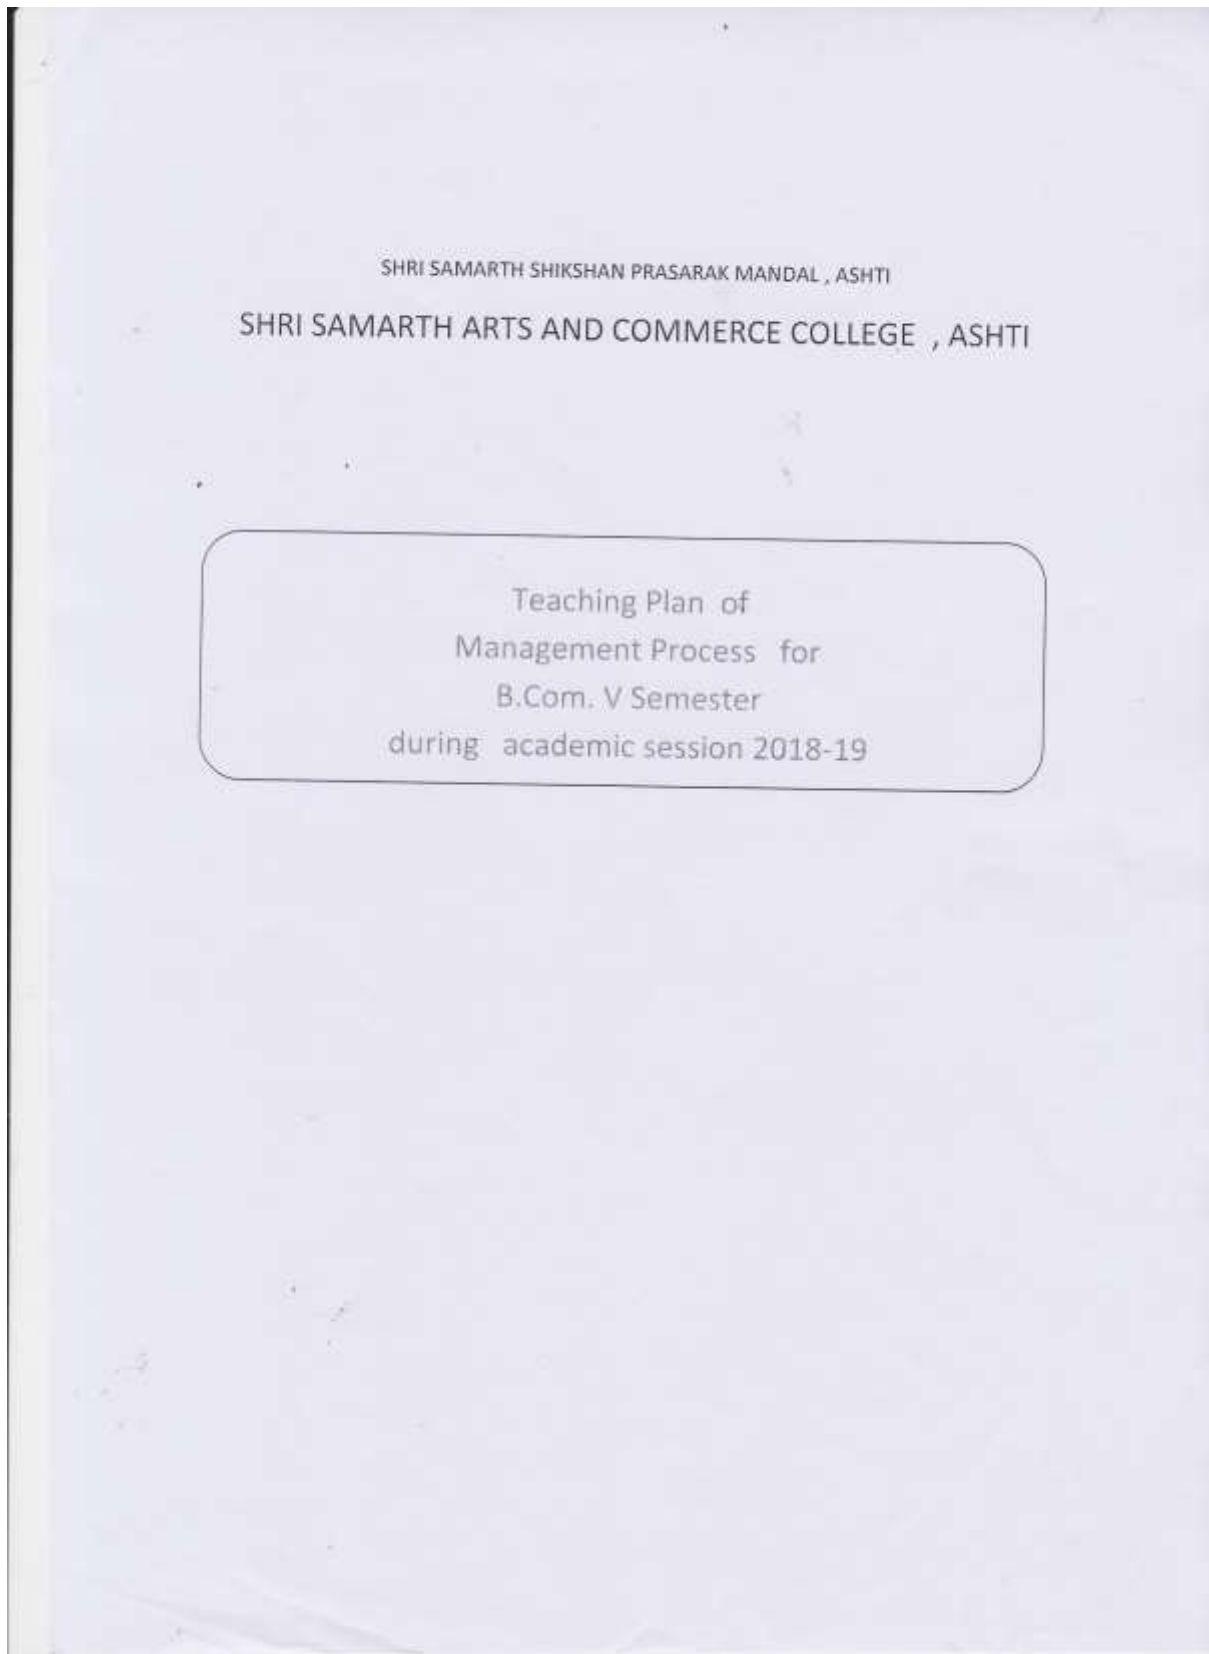 SHRI SAMARTH SHIKSHAN PRASARAK MANDAL , ASHTI
SHRI SAMARTH ARTS AND COMMERCE COLLEGE , ASHTI
Teaching Plan of
Management Process for
B.Com. V Semester
during academic session 2018-19